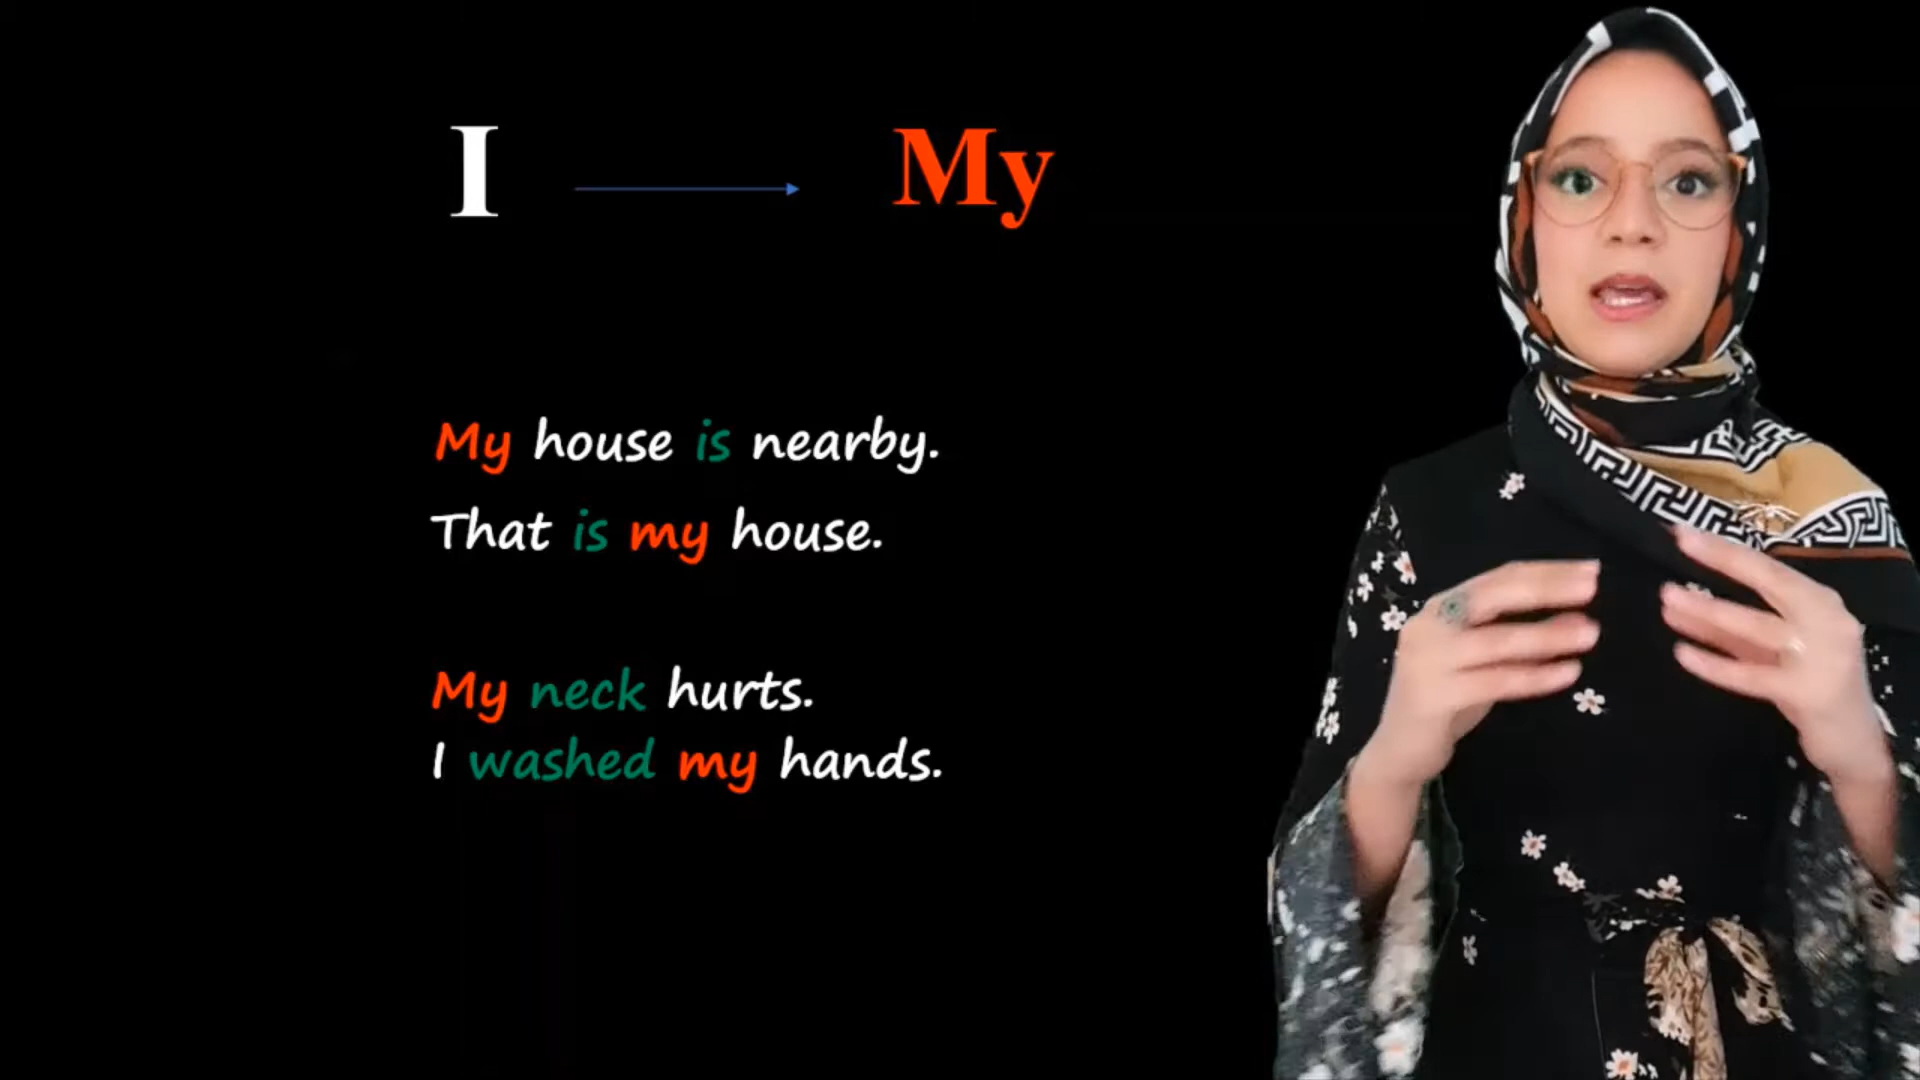 I My
My house is nearby.
That is my house.
My neck hurts.
I washed my hands.